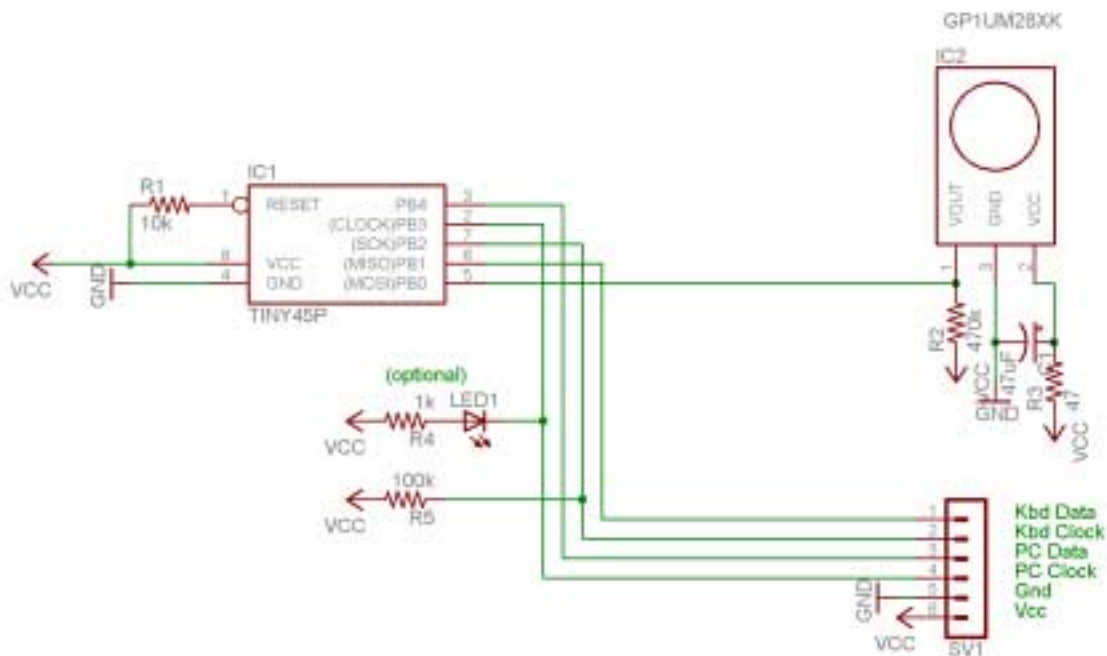 GP1UM28XK
IC2
VOUT
GND
VCC
1
3
2
IC1
R1
10k
1
RESET
8
VCC
4
GND
VCC
GND
TINY45P
PB4
3
(CLOCK)PB3
2
(SCK)PB2
7
(MISO)PB1
6
(MOSI)PB0
5
R2
470k
VCC
47uF
C1
GND
R3
47
VCC
(optional)
1k
LED1
VCC
R4
100k
VCC
R5
1
Kbd Data
2
Kbd Clock
3
PC Data
4
PC Clock
GND
5
Gnd
6
Vcc
VCC
SV1